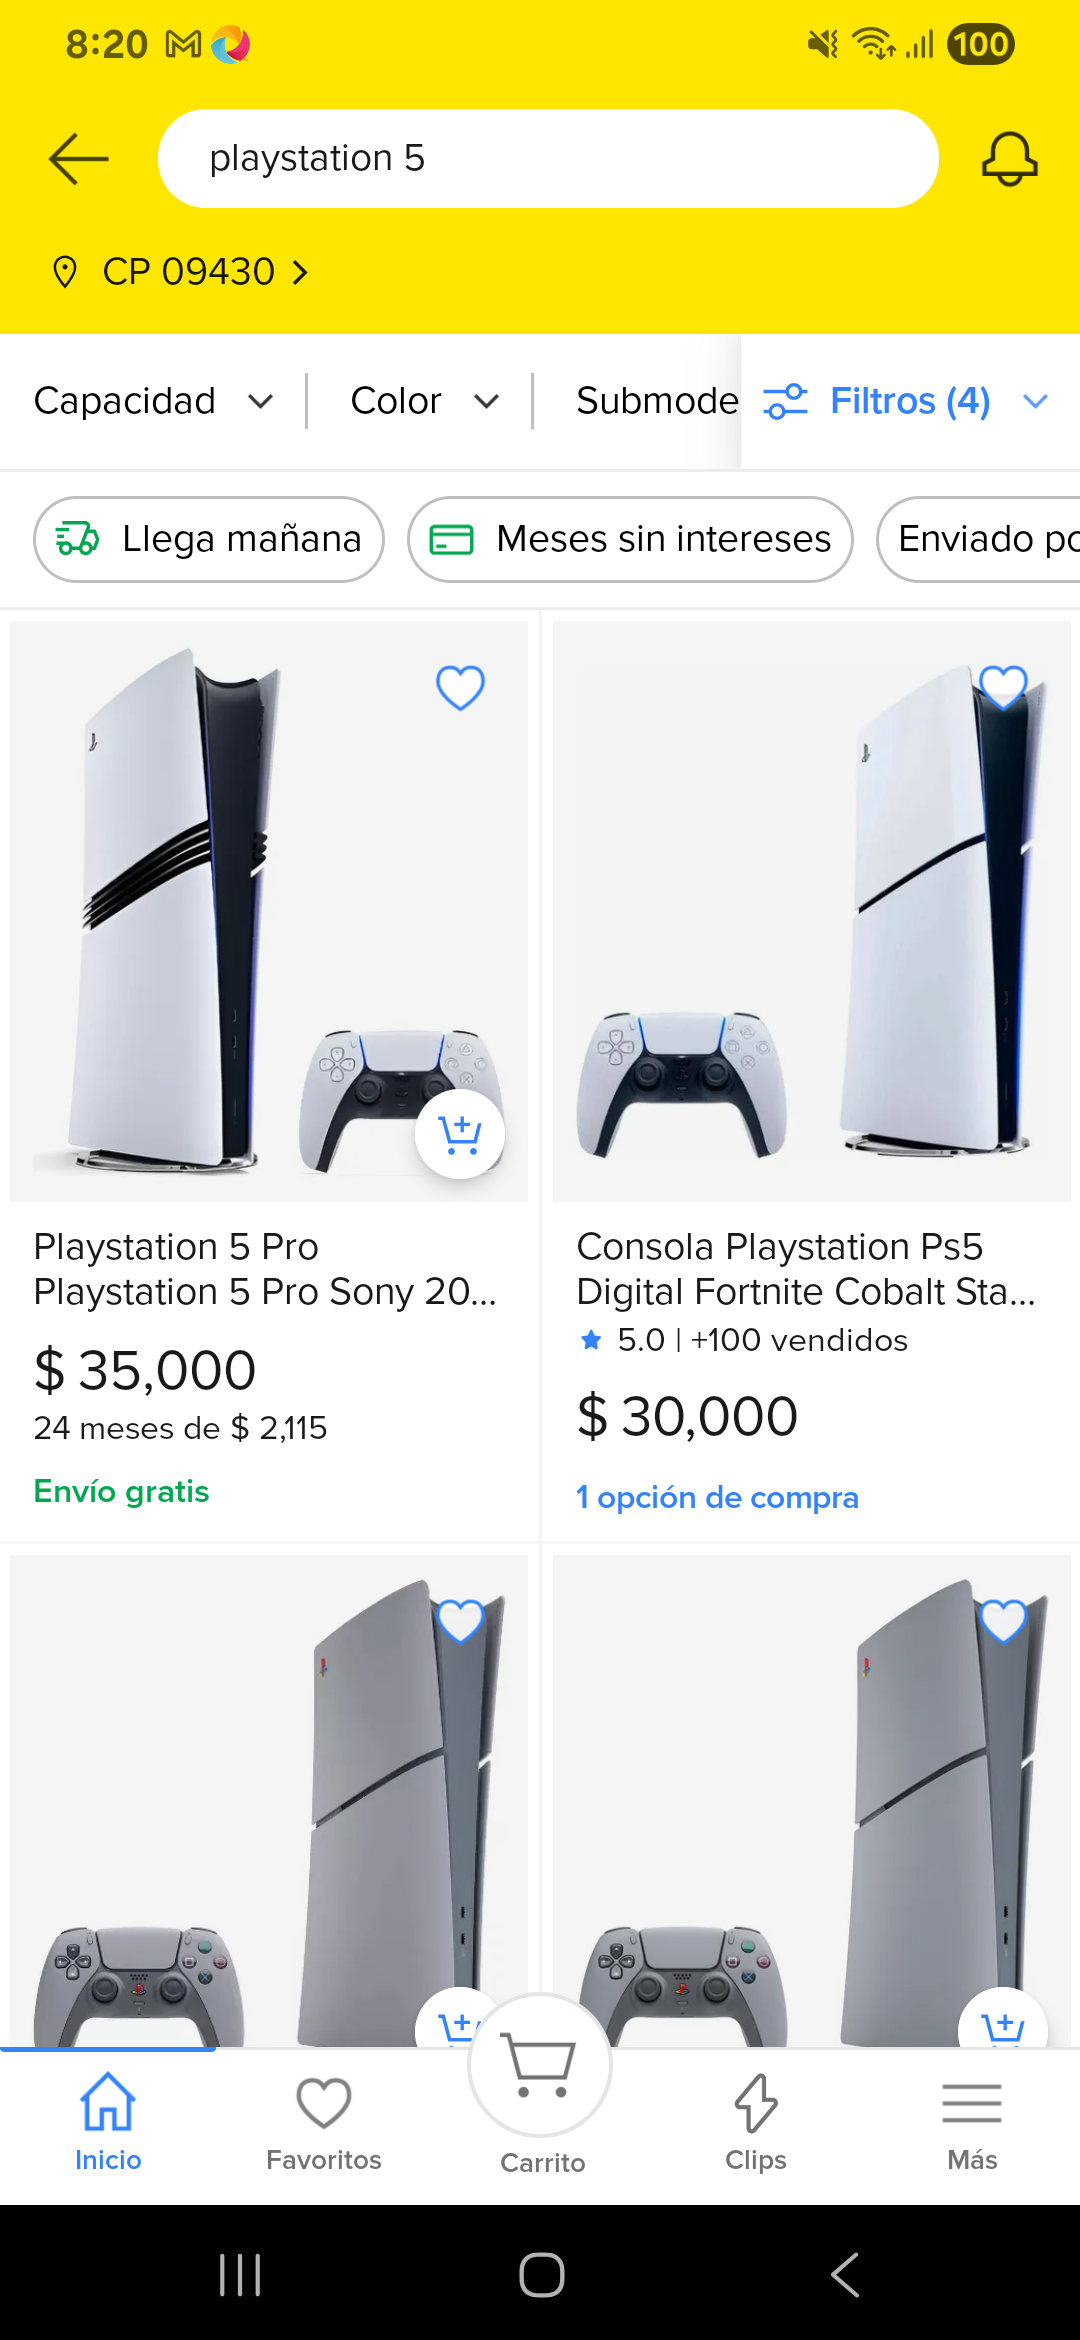 8:20
100
playstation 5
CP 09430
Capacidad
Color
Submode
Filtros (4)
Llega mañana
Meses sin intereses
Enviado po
Playstation 5 Pro
Playstation 5 Pro Sony 20...
$ 35,000
24 meses de $ 2,115
Envío gratis
Consola Playstation Ps5
Digital Fortnite Cobalt Sta...
5.0 | +100 vendidos
$ 30,000
1 opción de compra
Inicio
Favoritos
Carrito
Clips
Más